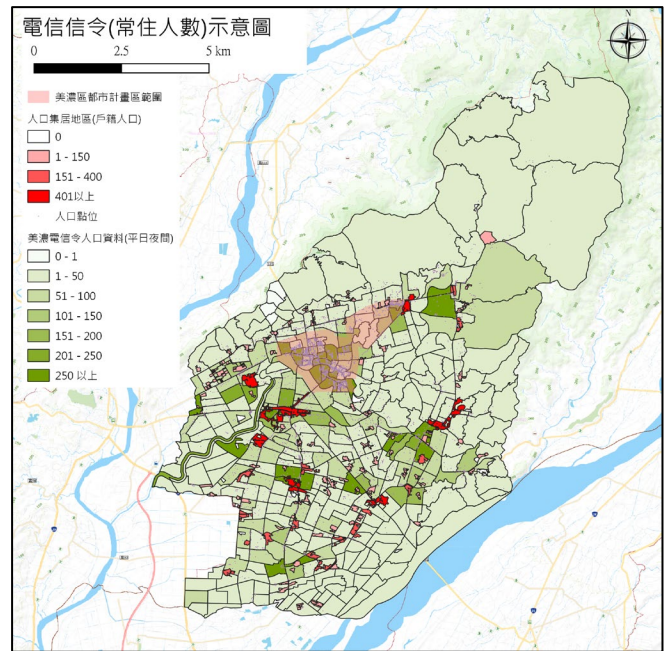 電信信令(常住人數)示意圖
0 2.5 5 km
N
美濃區都市計畫區範圍
人口集居地區(戶籍人口)
0
1 - 150
151 - 400
401以上
人口點位
美濃電信令人口資料(平日夜間)
0 - 1
1 - 50
51 - 100
101 - 150
151 - 200
201 - 250
250 以上